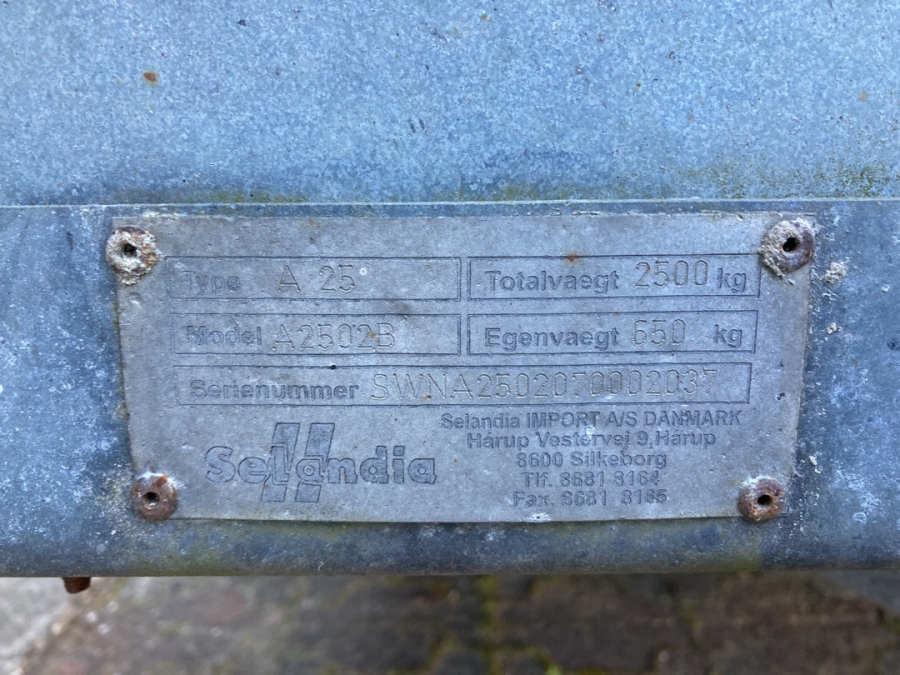 Type A 25 Totalvaegt 2500 kg
Model A2502B Egenvaegt 650 kg
Serienummer SWNA2502070002037
Selandia
Selandia IMPORT A/S DANMARK
Hårup Vestervej 9, Hårup
8600 Silkeborg
Tlf. 8681 8164
Fax. 8681 8165